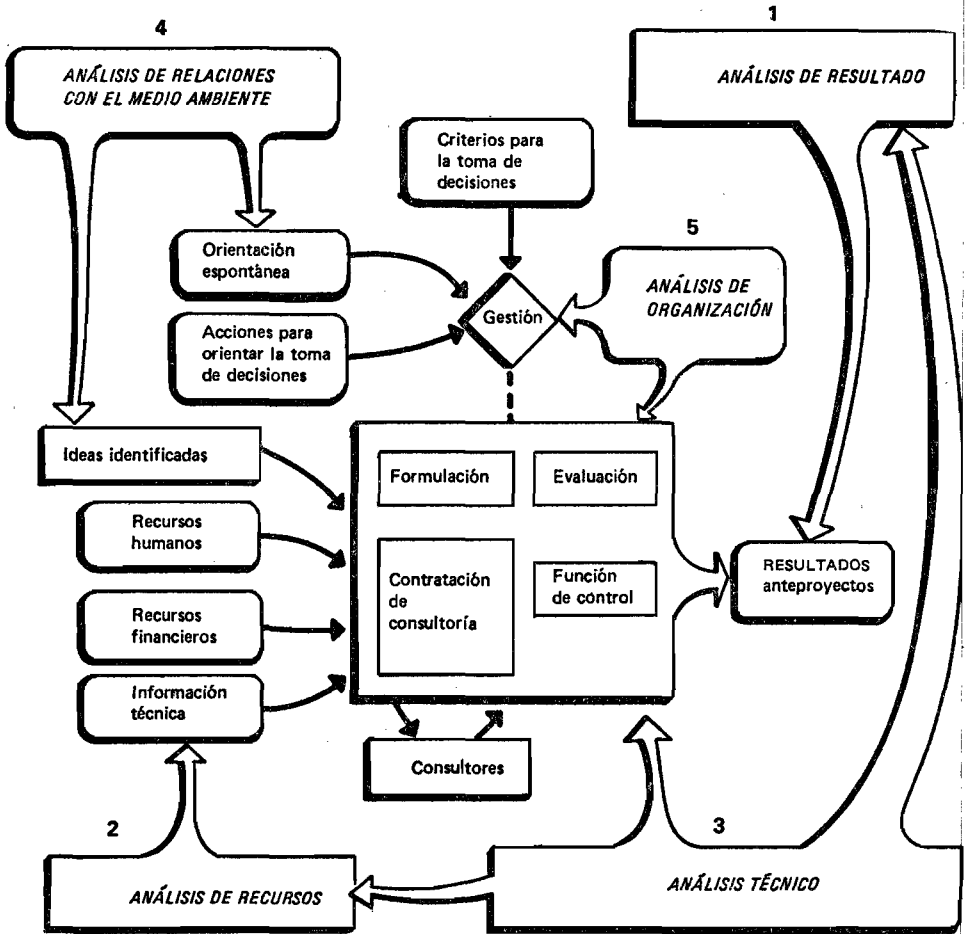 4
ANÁLISIS DE RELACIONES
CON EL MEDIO AMBIENTE
1
ANÁLISIS DE RESULTADO
Criterios para
la toma de
decisiones
5
ANÁLISIS DE
ORGANIZACIÓN
Orientación
espontánea
Gestión
Acciones para
orientar la toma
de decisiones
Ideas identificadas
Recursos
humanos
Recursos
financieros
Información
técnica
Formulación
Evaluación
Contratación
de
consultoría
Función
de control
RESULTADOS
anteproyectos
Consultores
2
ANÁLISIS DE RECURSOS
3
ANÁLISIS TÉCNICO